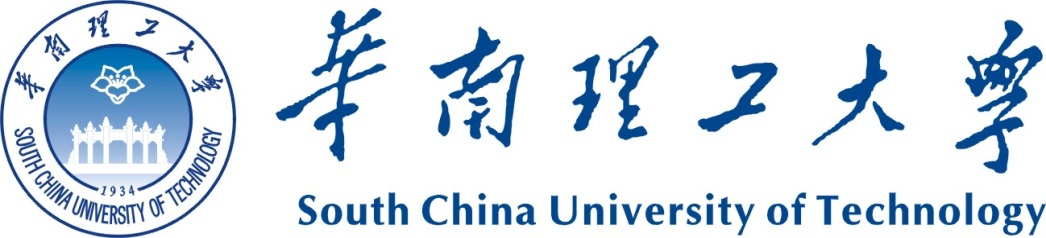 華南理工大學
SOUTH CHINA UNIVERSITY OF TECHNOLOGY
1934
華南理工大學
South China University of Technology